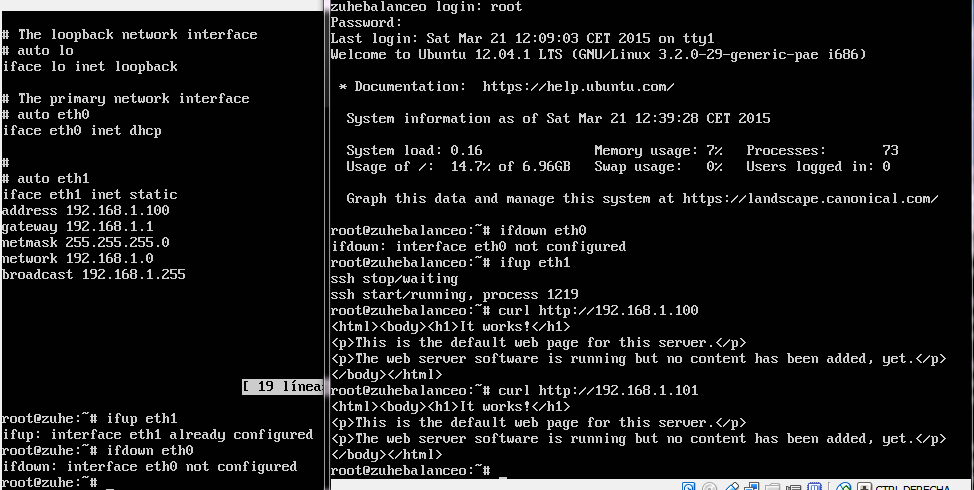 # The loopback network interface
# auto lo
iface lo inet loopback
# The primary network interface
# auto eth0
iface eth0 inet dhcp
#
# auto eth1
iface eth1 inet static
address 192.168.1.100
gateway 192.168.1.1
netmask 255.255.255.0
network 192.168.1.0
broadcast 192.168.1.255
[ 19 líneas
root@zuhe:~# ifup eth1
ifup: interface eth1 already configured
root@zuhe:~# ifdown eth0
ifdown: interface eth0 not configured
root@zuhe:~#
zuhebalanceo login: root
Password:
Last login: Sat Mar 21 12:09:03 CET 2015 on tty1
Welcome to Ubuntu 12.04.1 LTS (GNU/Linux 3.2.0-29-generic-pae i686)
* Documentation:  https://help.ubuntu.com/
System information as of Sat Mar 21 12:39:28 CET 2015
System load: 0.16 Memory usage: 7% Processes: 73
Usage of /: 14.7% of 6.96GB Swap usage: 0% Users logged in: 0
Graph this data and manage this system at https://landscape.canonical.com/
root@zuhebalanceo:~# ifdown eth0
ifdown: interface eth0 not configured
root@zuhebalanceo:~# ifup eth1
ssh stop/waiting
ssh start/running, process 1219
root@zuhebalanceo:~# curl http://192.168.1.100
<html><body><h1>It works!</h1>
<p>This is the default web page for this server.</p>
<p>The web server software is running but no content has been added, yet.</p>
</body></html>
root@zuhebalanceo:~# curl http://192.168.1.101
<html><body><h1>It works!</h1>
<p>This is the default web page for this server.</p>
<p>The web server software is running but no content has been added, yet.</p>
</body></html>
root@zuhebalanceo:~#
CTRL DERECHA